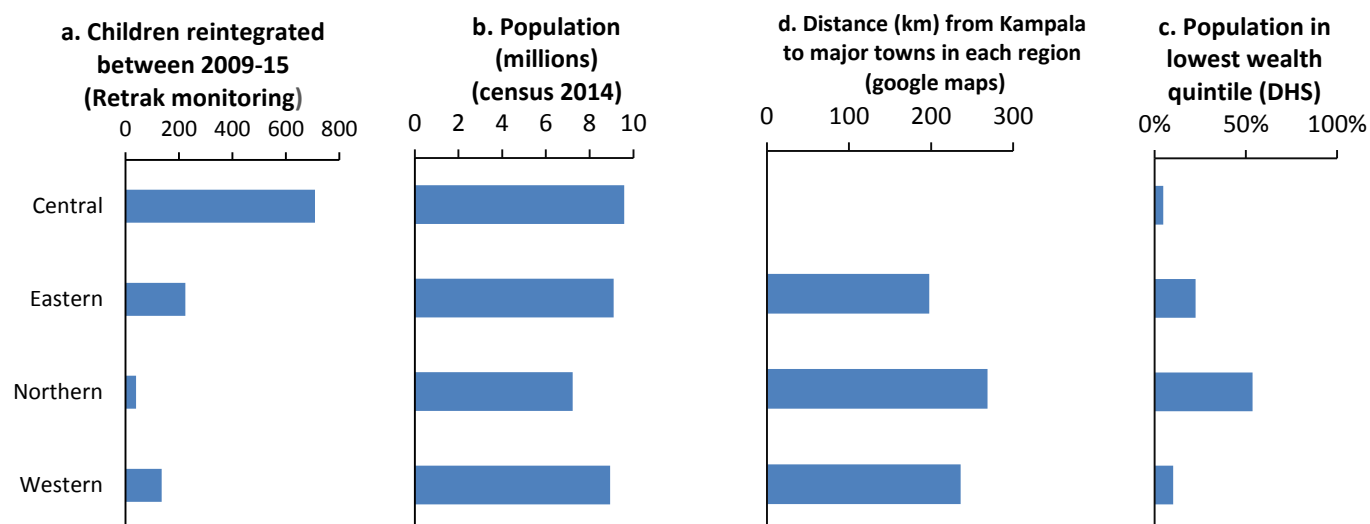 a. Children reintegrated
between 2009-15
(Retrak monitoring)
0 200 400 600 800
b. Population
(millions)
(census 2014)
0 2 4 6 8 10
d. Distance (km) from Kampala
to major towns in each region
(google maps)
0 100 200 300
c. Population in
lowest wealth
quintile (DHS)
0% 50% 100%
Central
Eastern
Northern
Western